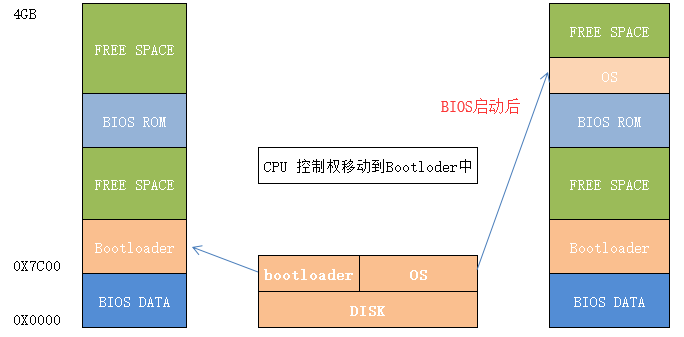 4GB
FREE SPACE
BIOS ROM
FREE SPACE
Bootloader
0X7C00
BIOS DATA
0X0000
CPU 控制权移动到Bootloder中
bootloader
OS
DISK
BIOS启动后
FREE SPACE
OS
BIOS ROM
FREE SPACE
Bootloader
BIOS DATA